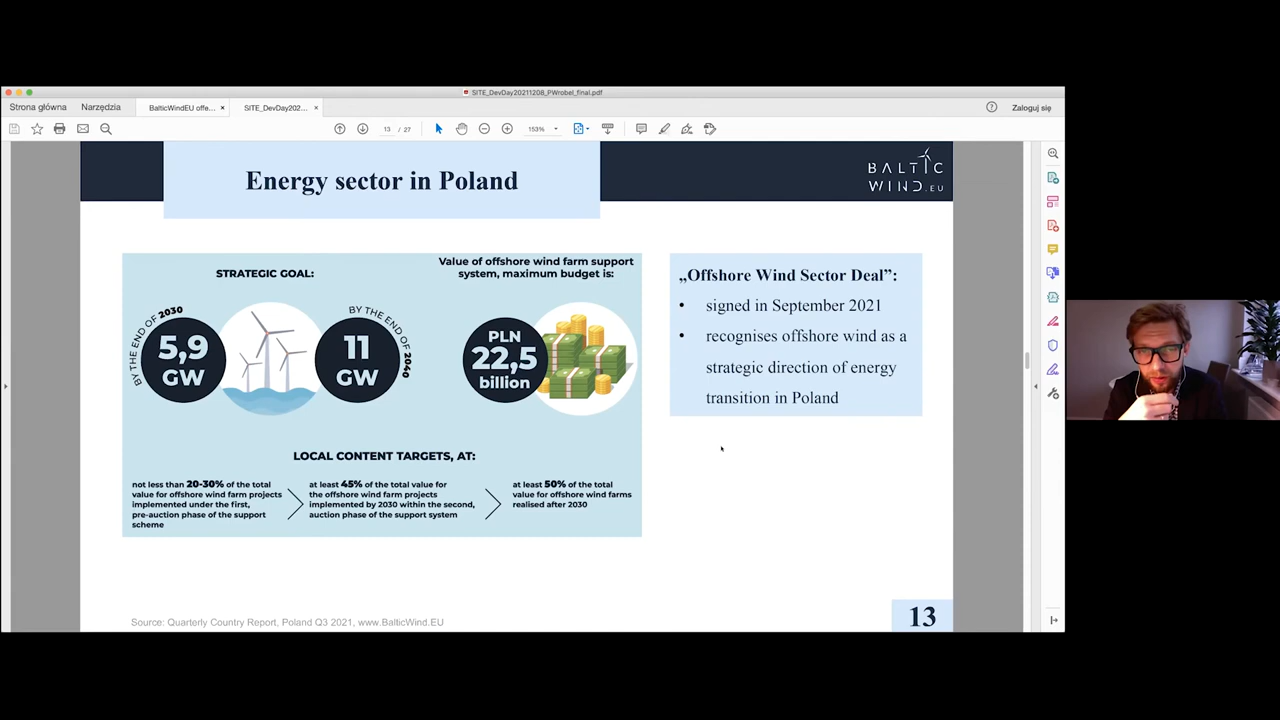 SITE_DevDay20211208_PWrobel_final.pdf
Strona główna
Narzędzia
BalticWindEU offe...
SITE_DevDay202...
Zaloguj się
13 / 27
153%
Energy sector in Poland
BALTIC
WIND.EU
STRATEGIC GOAL:
BY THE END OF 2030
5,9
GW
BY THE END OF 2040
11
GW
Value of offshore wind farm support
system, maximum budget is:
PLN
22,5
billion
„Offshore Wind Sector Deal”:
• signed in September 2021
• recognises offshore wind as a
strategic direction of energy
transition in Poland
LOCAL CONTENT TARGETS, AT:
not less than 20-30% of the total
value for offshore wind farm projects
implemented under the first,
pre-auction phase of the support
scheme
at least 45% of the total value for
the offshore wind farm projects
implemented by 2030 within the second,
auction phase of the support system
at least 50% of the total
value for offshore wind farms
realised after 2030
Source: Quarterly Country Report, Poland Q3 2021, www.BalticWind.EU
13